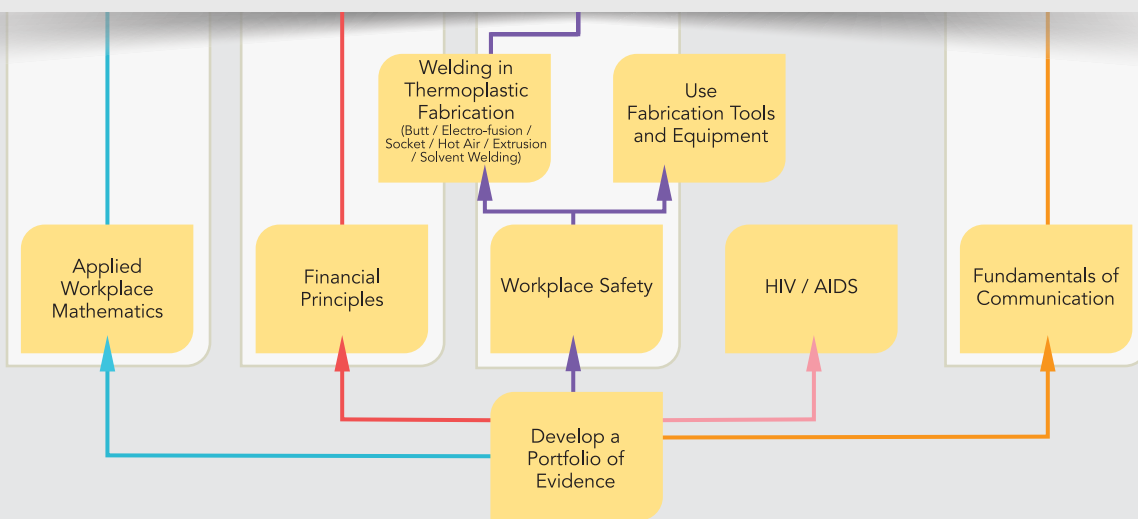 Welding in
Thermoplastic
Fabrication
(Butt / Electro-fusion /
Socket / Hot Air / Extrusion
/ Solvent Welding)
Use
Fabrication Tools
and Equipment
Applied
Workplace
Mathematics
Financial
Principles
Workplace Safety
HIV / AIDS
Fundamentals of
Communication
Develop a
Portfolio of
Evidence